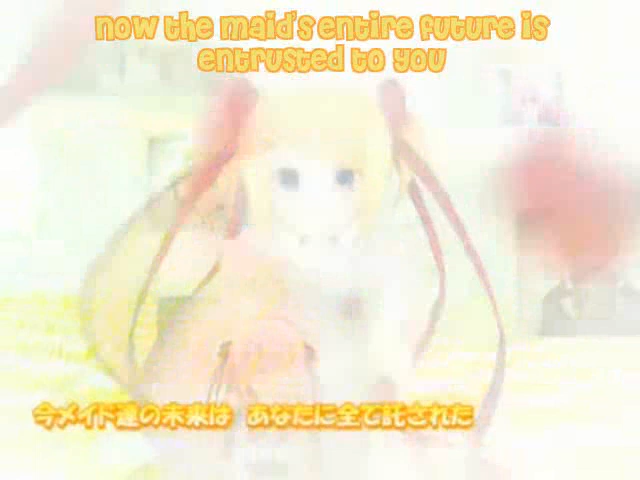 now the maid's entire future is
entrusted to you
今メイド達の未来は あなたに全て託された